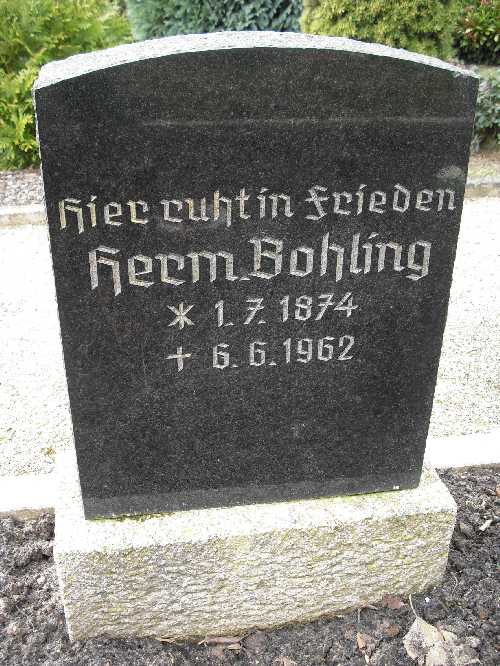 Hier ruht in Frieden
Herm. Bohling
* 1. 7. 1874
+ 6. 6. 1962